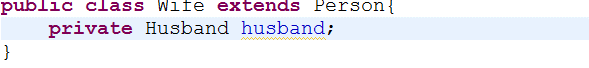 public class Wife extends Person{
    private Husband husband;
}